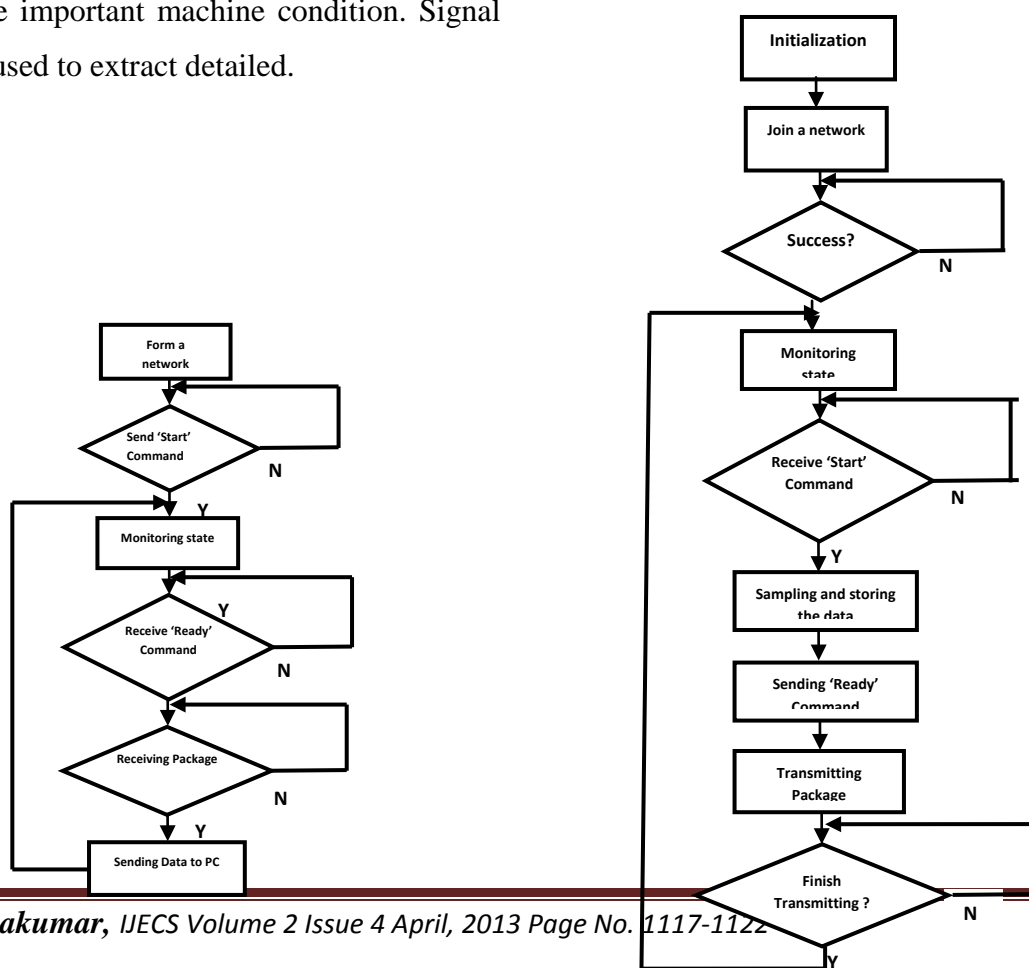 e important machine condition. Signal
used to extract detailed.
Form a
network
Send ‘Start’
Command
N
Y
Monitoring state
Y
Receive ‘Ready’
Command
N
Receiving Package
N
Y
Sending Data to PC
Initialization
Join a network
Success?
N
Monitoring
state
Receive ‘Start’
Command
N
Y
Sampling and storing
the data
Sending ‘Ready’
Command
Transmitting
Package
Finish
Transmitting ?
N
Y
akumar, IJECS Volume 2 Issue 4 April, 2013 Page No. 1117-1122